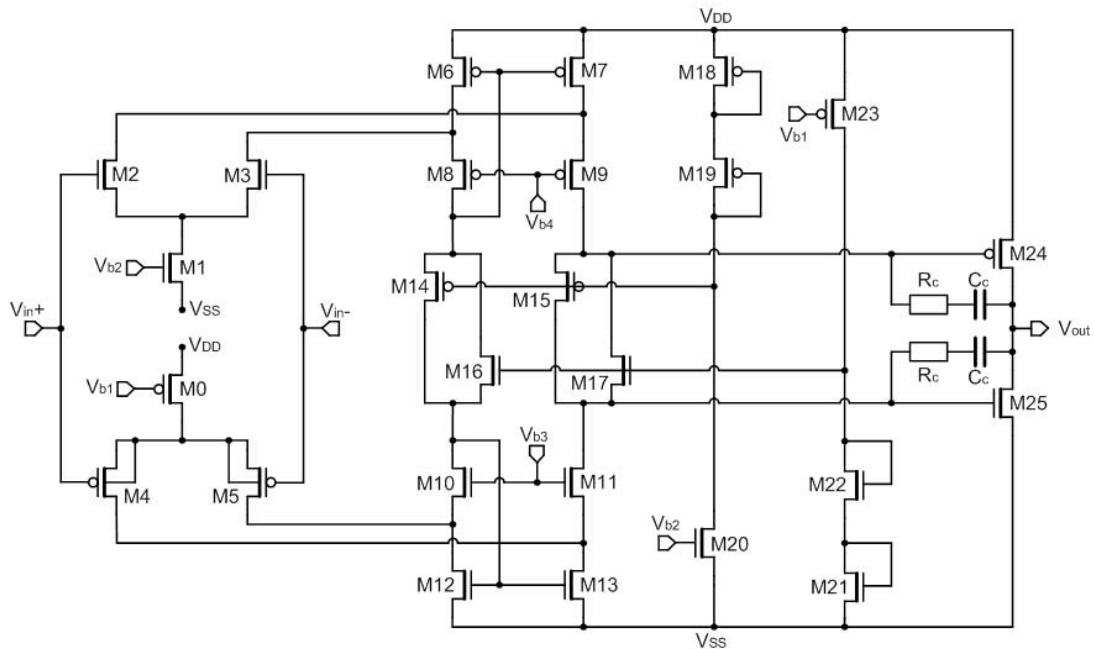 VDD
M6
M7
M18
Vb1
M23
M2
M3
M8
M9
M19
Vb4
Vb2
M1
M14
M15
M24
Rc
Cc
VSS
Vin+
Vin-
Vout
VDD
M16
M17
Rc
Cc
Vb1
M0
M25
Vb3
M4
M5
M10
M11
M22
Vb2
M20
M12
M13
M21
VSS